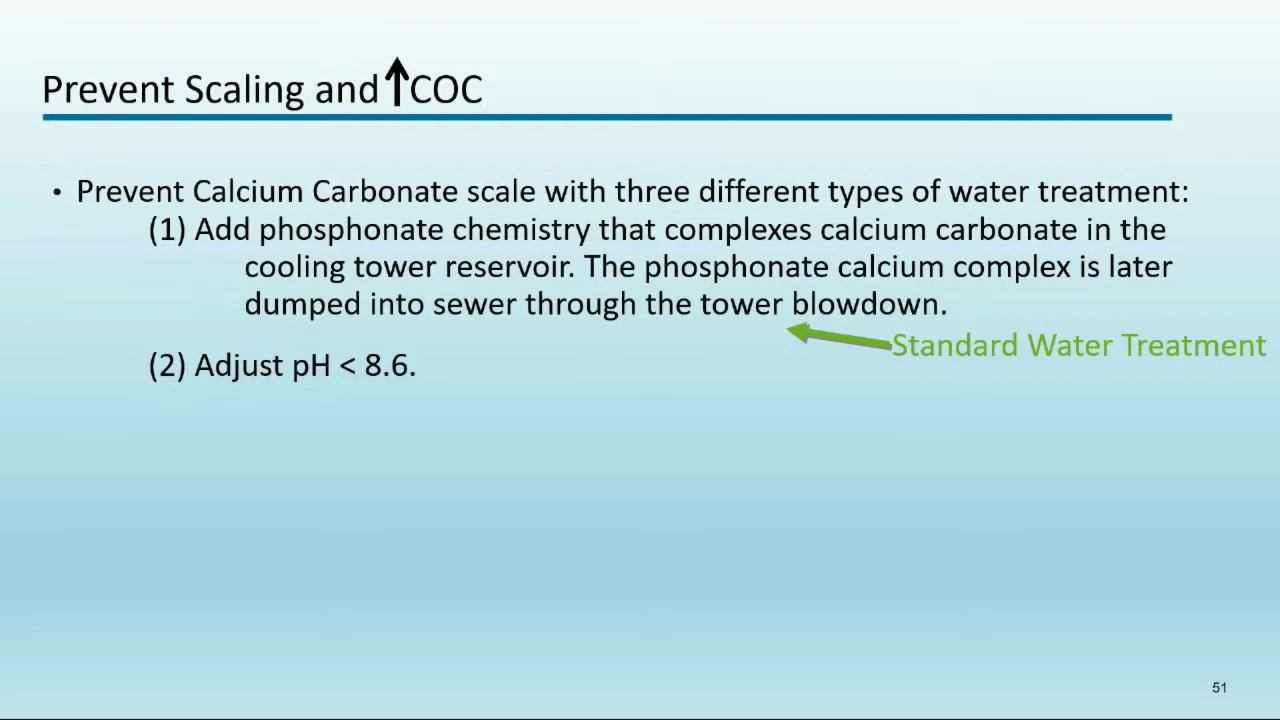 Prevent Scaling and ↑COC
• Prevent Calcium Carbonate scale with three different types of water treatment:
(1) Add phosphonate chemistry that complexes calcium carbonate in the
cooling tower reservoir. The phosphonate calcium complex is later
dumped into sewer through the tower blowdown.
Standard Water Treatment
(2) Adjust pH < 8.6.
51